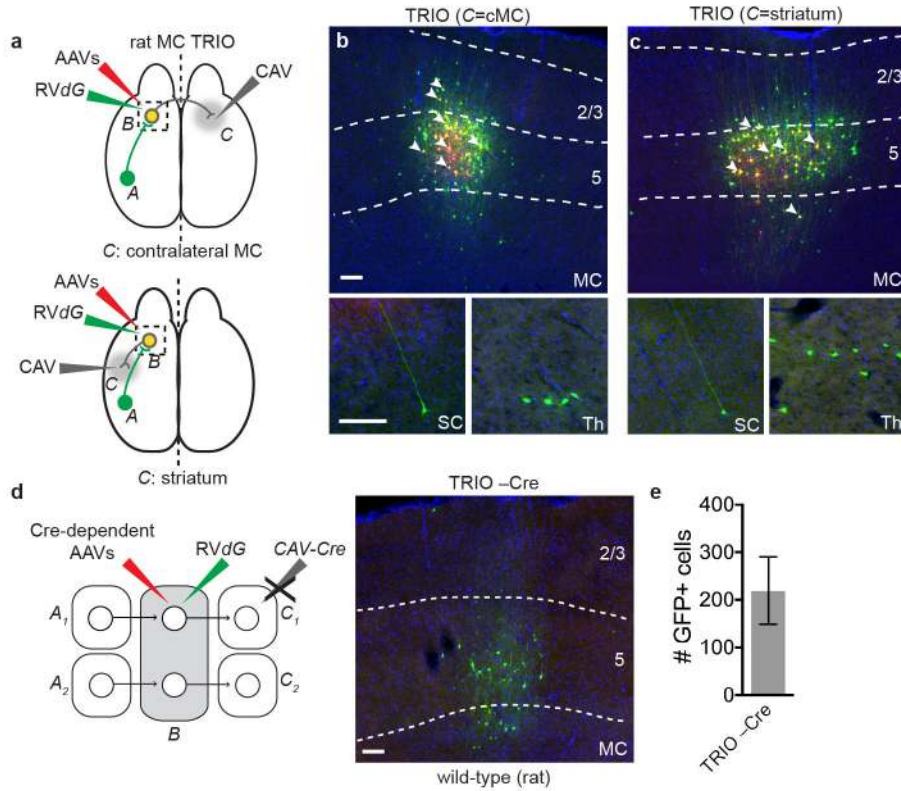 a
rat MC TRIO
AAVs
RVdG
CAV
B
C
A
C: contralateral MC
AAVs
RVdG
CAV
B
C
A
C: striatum
TRIO (C=cMC)
b
2/3
5
MC
SC
Th
TRIO (C=striatum)
c
2/3
5
MC
SC
Th
d
Cre-dependent
AAVs
RVdG
CAV-Cre
A1
C1
A2
C2
B
TRIO –Cre
2/3
5
MC
wild-type (rat)
e
# GFP+ cells
400
300
200
100
0
TRIO –Cre